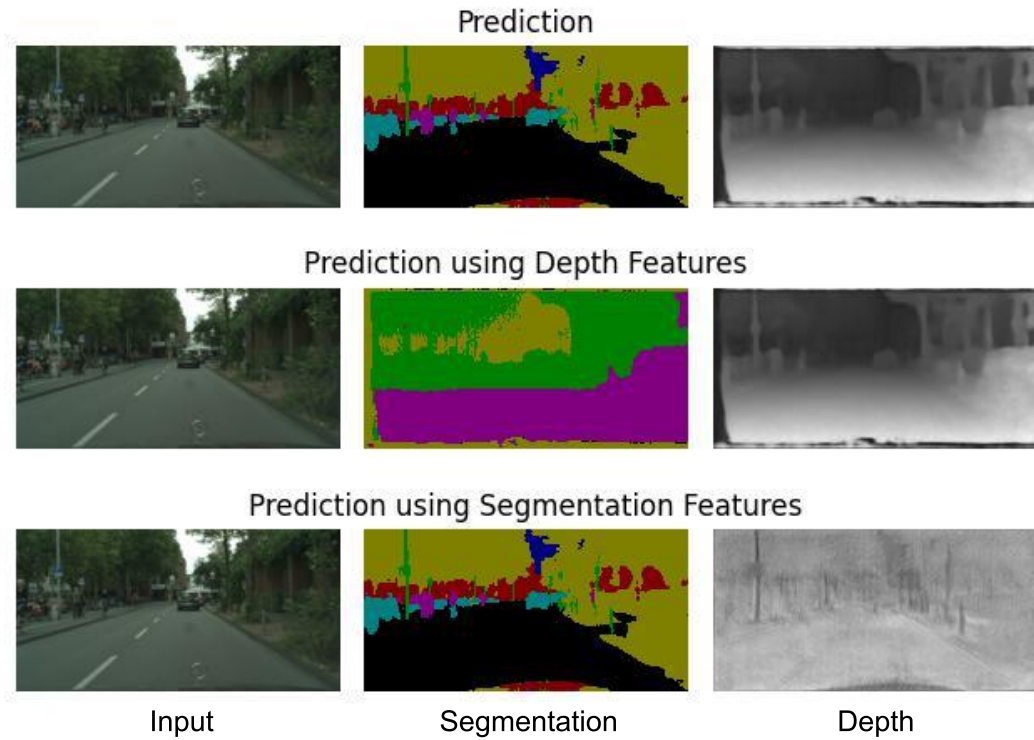 Prediction
Prediction using Depth Features
Prediction using Segmentation Features
Input
Segmentation
Depth